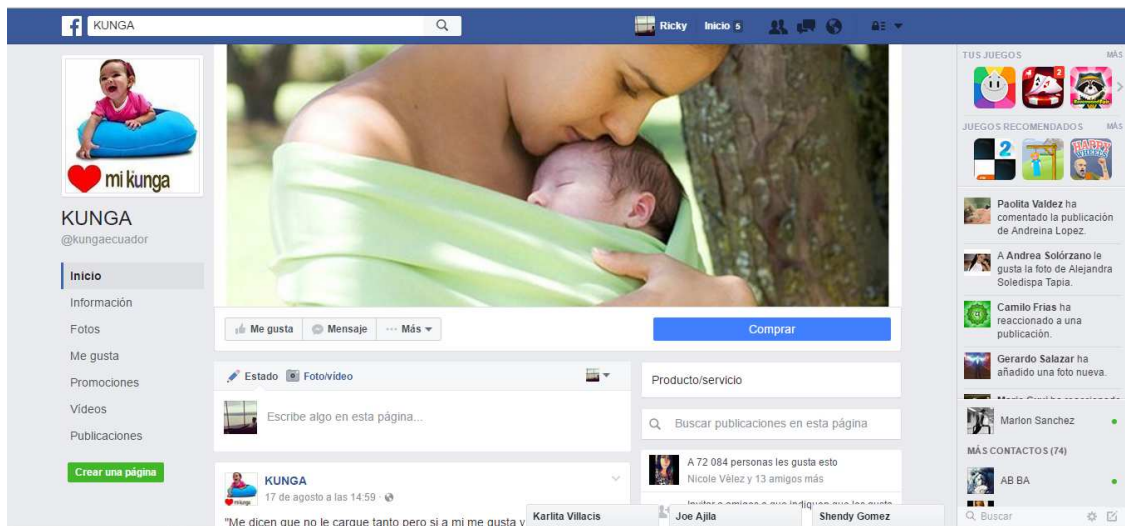 KUNGA
Ricky
Inicio 5
mi kunga
KUNGA
@kungaecuador
Inicio
Información
Fotos
Me gusta
Promociones
Vídeos
Publicaciones
Crear una página
Me gusta
Mensaje
Más
Comprar
Estado
Foto/vídeo
Escribe algo en esta página...
KUNGA
17 de agosto a las 14:59
"Me dicen que no le cargue tanto pero si a mi me gusta y
Producto/servicio
Buscar publicaciones en esta página
A 72 084 personas les gusta esto
Nicole Vélez y 13 amigos más
Karlita Villacis
Joe Ajila
Shendy Gomez
TUS JUEGOS
MÁS
JUEGOS RECOMENDADOS
MÁS
2
HAPPY
WHEELS
Paolita Valdez ha
comentado la publicación
de Andreina Lopez.
A Andrea Solórzano le
gusta la foto de Alejandra
Soledispa Tapia.
Camilo Frias ha
reaccionado a una
publicación.
Gerardo Salazar ha
añadido una foto nueva.
Marlon Sanchez
MÁS CONTACTOS (74)
AB BA
Buscar